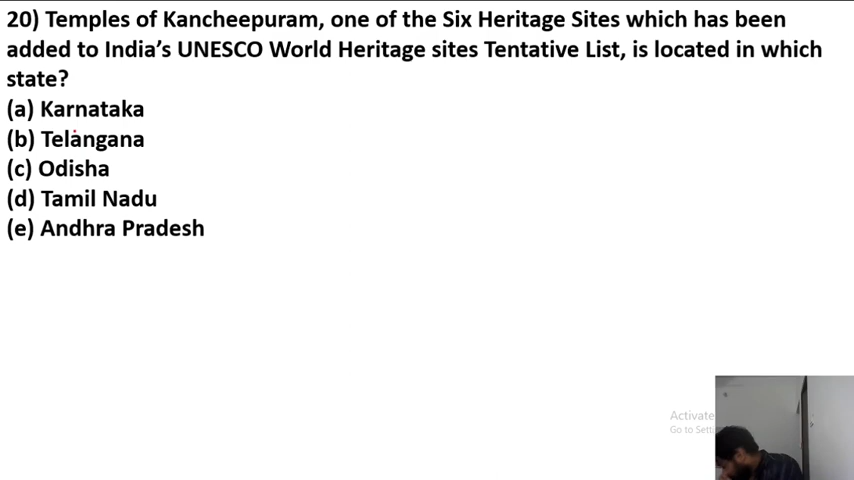 20) Temples of Kancheepuram, one of the Six Heritage Sites which has been
added to India’s UNESCO World Heritage sites Tentative List, is located in which
state?
(a) Karnataka
(b) Telangana
(c) Odisha
(d) Tamil Nadu
(e) Andhra Pradesh
Activate
Go to Setti